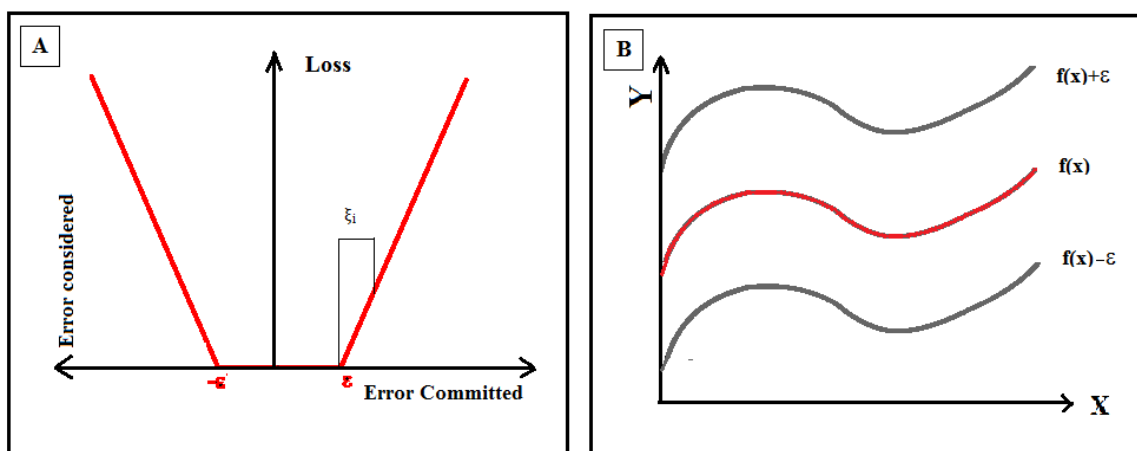 A
Loss
ξi
Error considered
-ε
ε
Error Committed
B
Y
f(x)+ε
f(x)
f(x)−ε
X